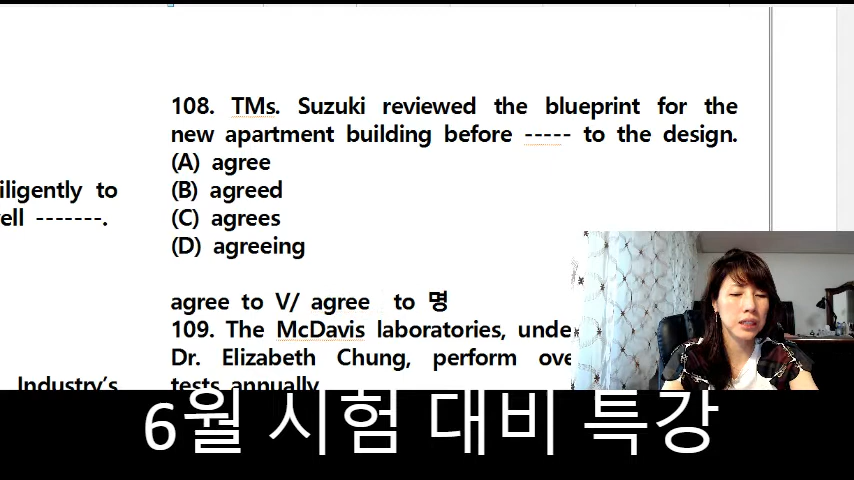 108. TMs. Suzuki reviewed the blueprint for the
new apartment building before ----- to the design.
(A) agree
(B) agreed
(C) agrees
(D) agreeing
iligently to
ell -------.
agree to V/ agree to 명
109. The McDavis laboratories, unde
Dr. Elizabeth Chung, perform ove
tests annually
Industry's
6월 시험 대비 특강